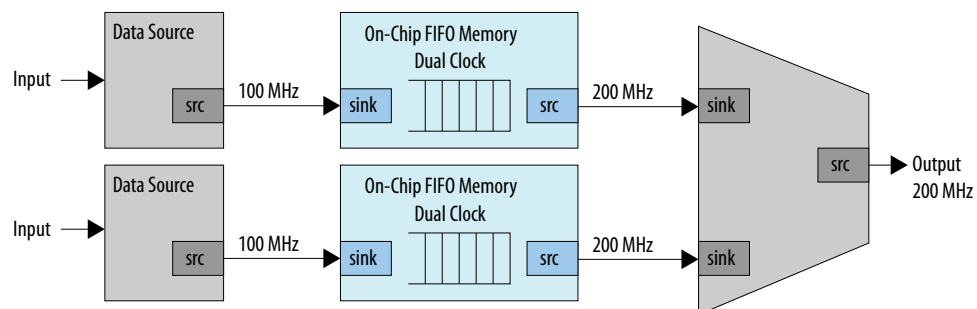 Data Source
Input
src
100 MHz
On-Chip FIFO Memory
Dual Clock
sink
src
200 MHz
sink
src
Output
200 MHz
Data Source
Input
src
100 MHz
On-Chip FIFO Memory
Dual Clock
sink
src
200 MHz
sink